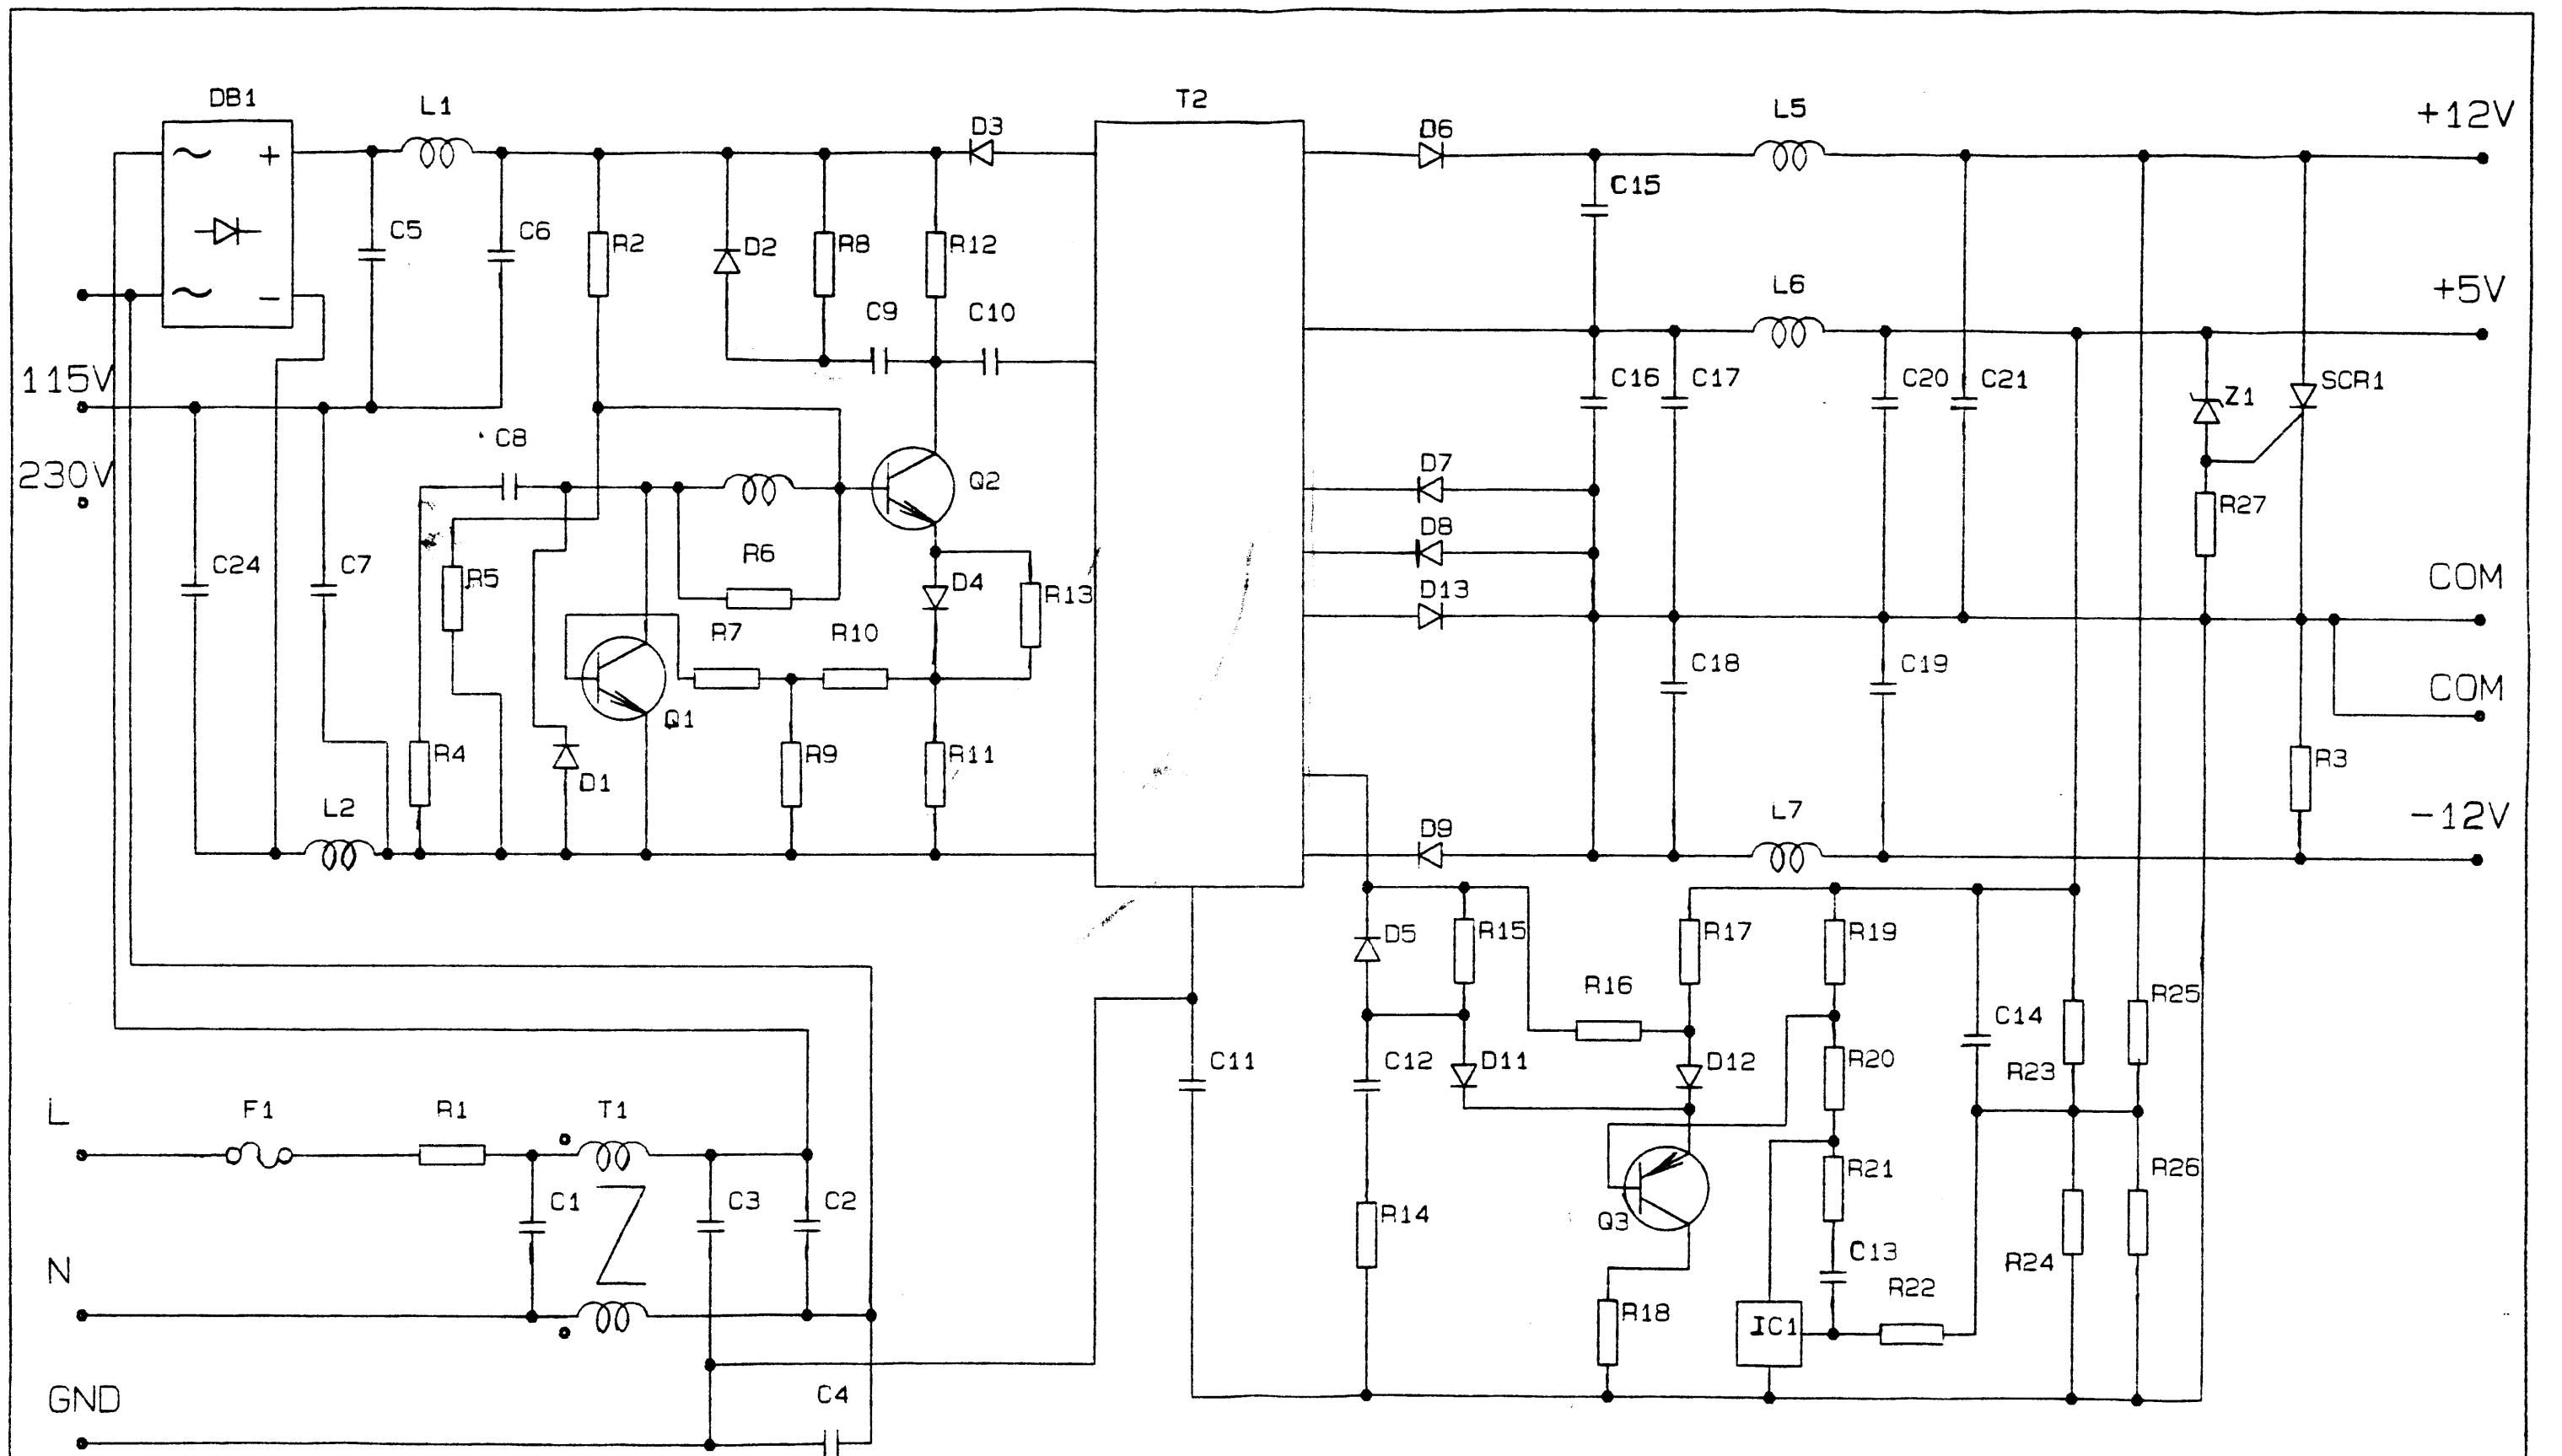 DB1
L1
T2
D3
D6
L5
+12V
~ +
C15
C5
C6
R2
D2
R8
R12
~ −
C9
C10
L6
+5V
115V
C16
C17
C20
C21
Z1
SCR1
C8
230V
Q2
D7
R27
C24
C7
R5
R6
D4
R13
D8
D13
COM
R7
R10
C18
C19
COM
Q1
R4
D1
R9
R11
R3
L2
D9
L7
-12V
D5
R15
R17
R19
R16
R25
C14
C11
C12
D11
D12
R20
R23
L
F1
R1
T1
C1
C3
C2
R14
Q3
R21
R26
N
C13
R24
R22
R18
IC1
GND
C4